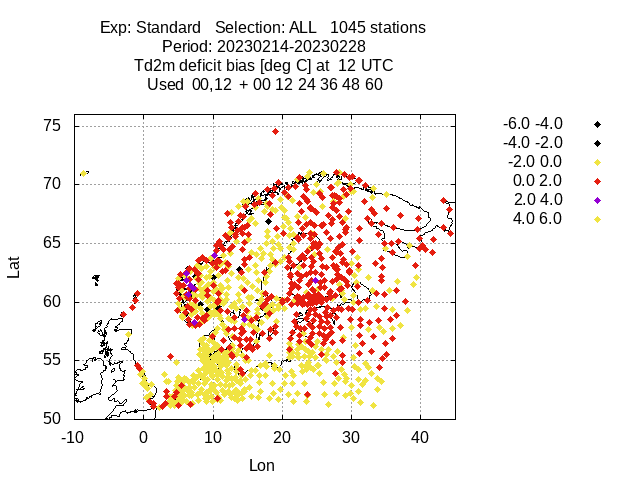 Exp: Standard   Selection: ALL   1045 stations
Period: 20230214-20230228
Td2m deficit bias [deg C] at  12 UTC
Used  00,12  + 00 12 24 36 48 60
-6.0 -4.0
-4.0 -2.0
-2.0 0.0
0.0 2.0
2.0 4.0
4.0 6.0
75
70
65
60
55
50
Lat
-10 0 10 20 30 40
Lon